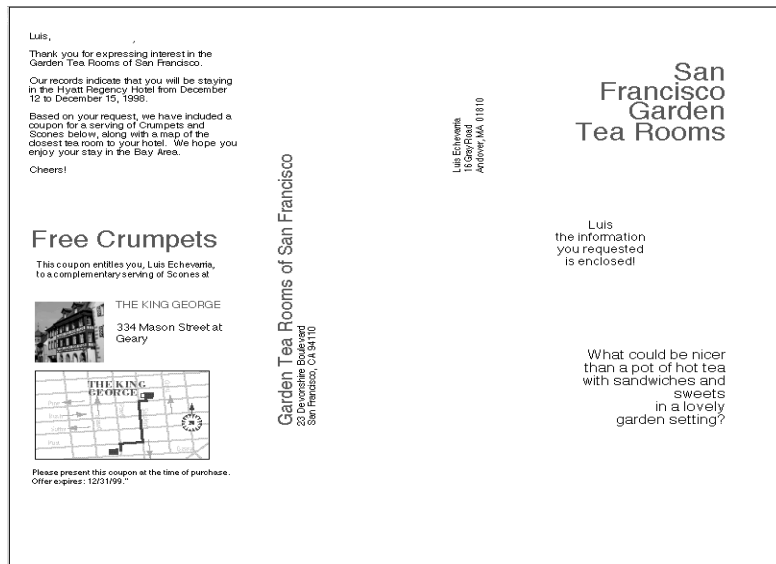 Luis,
Thank you for expressing interest in the
Garden Tea Rooms of San Francisco.
Our records indicate that you will be staying
in the Hyatt Regency Hotel from December
12 to December 15, 1998.
Based on your request, we have included a
coupon for a serving of Crumpets and
Scones below, along with a map of the
closest tea room to your hotel. We hope you
enjoy your stay in the Bay Area.
Cheers!
Free Crumpets
This coupon entitles you, Luis Echevarria,
to a complementary serving of Scones at
THE KING GEORGE
334 Mason Street at
Geary
THE KING
GEORGE
Post
Geary
Please present this coupon at the time of purchase.
Offer expires: 12/31/99."
Garden Tea Rooms of San Francisco
23 Devonshire Boulevard
San Francisco, CA 94110
Luis Echevarria
16 Gray Road
Andover, MA 01810
San
Francisco
Garden
Tea Rooms
Luis
the information
you requested
is enclosed!
What could be nicer
than a pot of hot tea
with sandwiches and
sweets
in a lovely
garden setting?